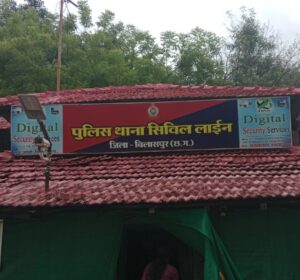 Digital
Security Services
पुलिस थाना सिविल लाईन
जिला - बिलासपुर (छ.ग.)
Digital
Security Services